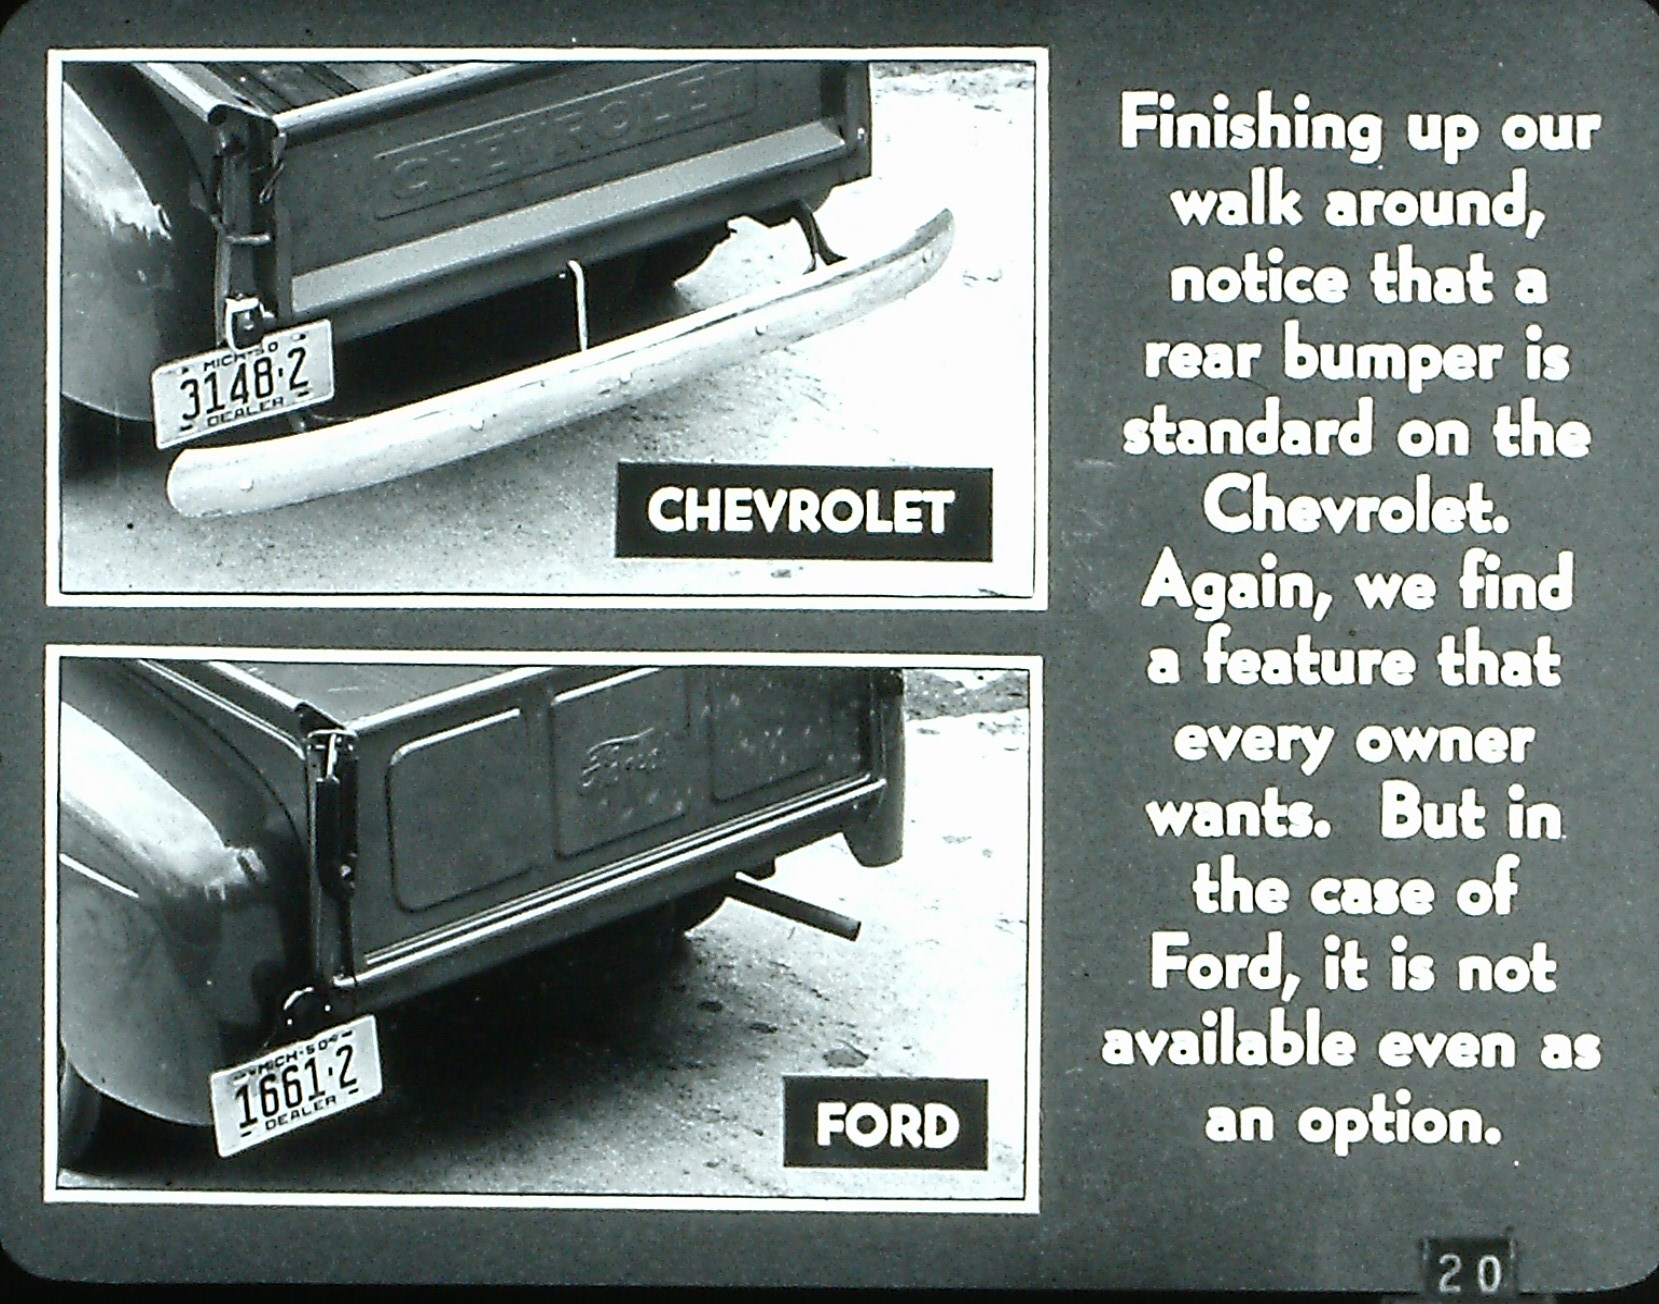 CHEVROLET
MICH-50
3148-2
DEALER
CHEVROLET
Ford
MICH-50
1661-2
DEALER
FORD
Finishing up our
walk around,
notice that a
rear bumper is
standard on the
Chevrolet.
Again, we find
a feature that
every owner
wants. But in
the case of
Ford, it is not
available even as
an option.
20